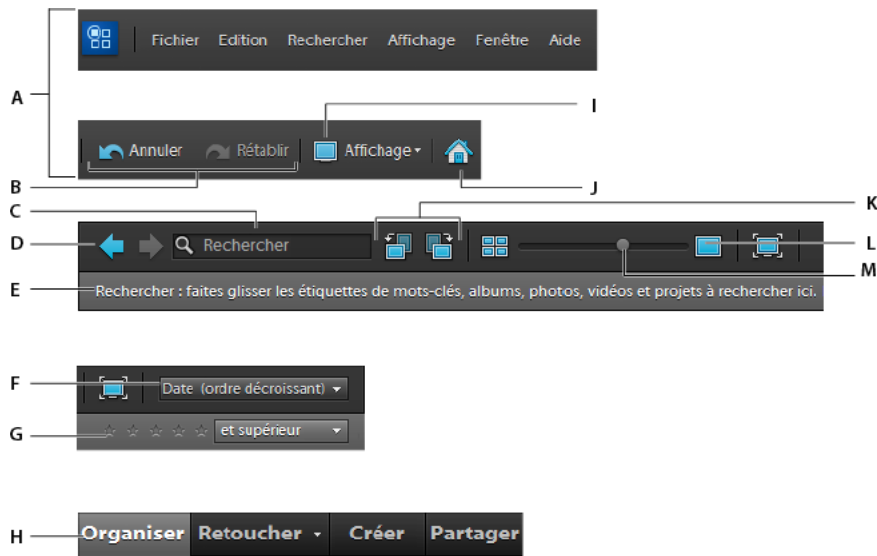 Fichier Edition Rechercher Affichage Fenêtre Aide
A
I
Annuler Rétablir Affichage
B
J
C
K
D
Rechercher
L
M
E
Rechercher : faites glisser les étiquettes de mots-clés, albums, photos, vidéos et projets à rechercher ici.
F
Date (ordre décroissant)
G
et supérieur
H
Organiser Retoucher Créer Partager